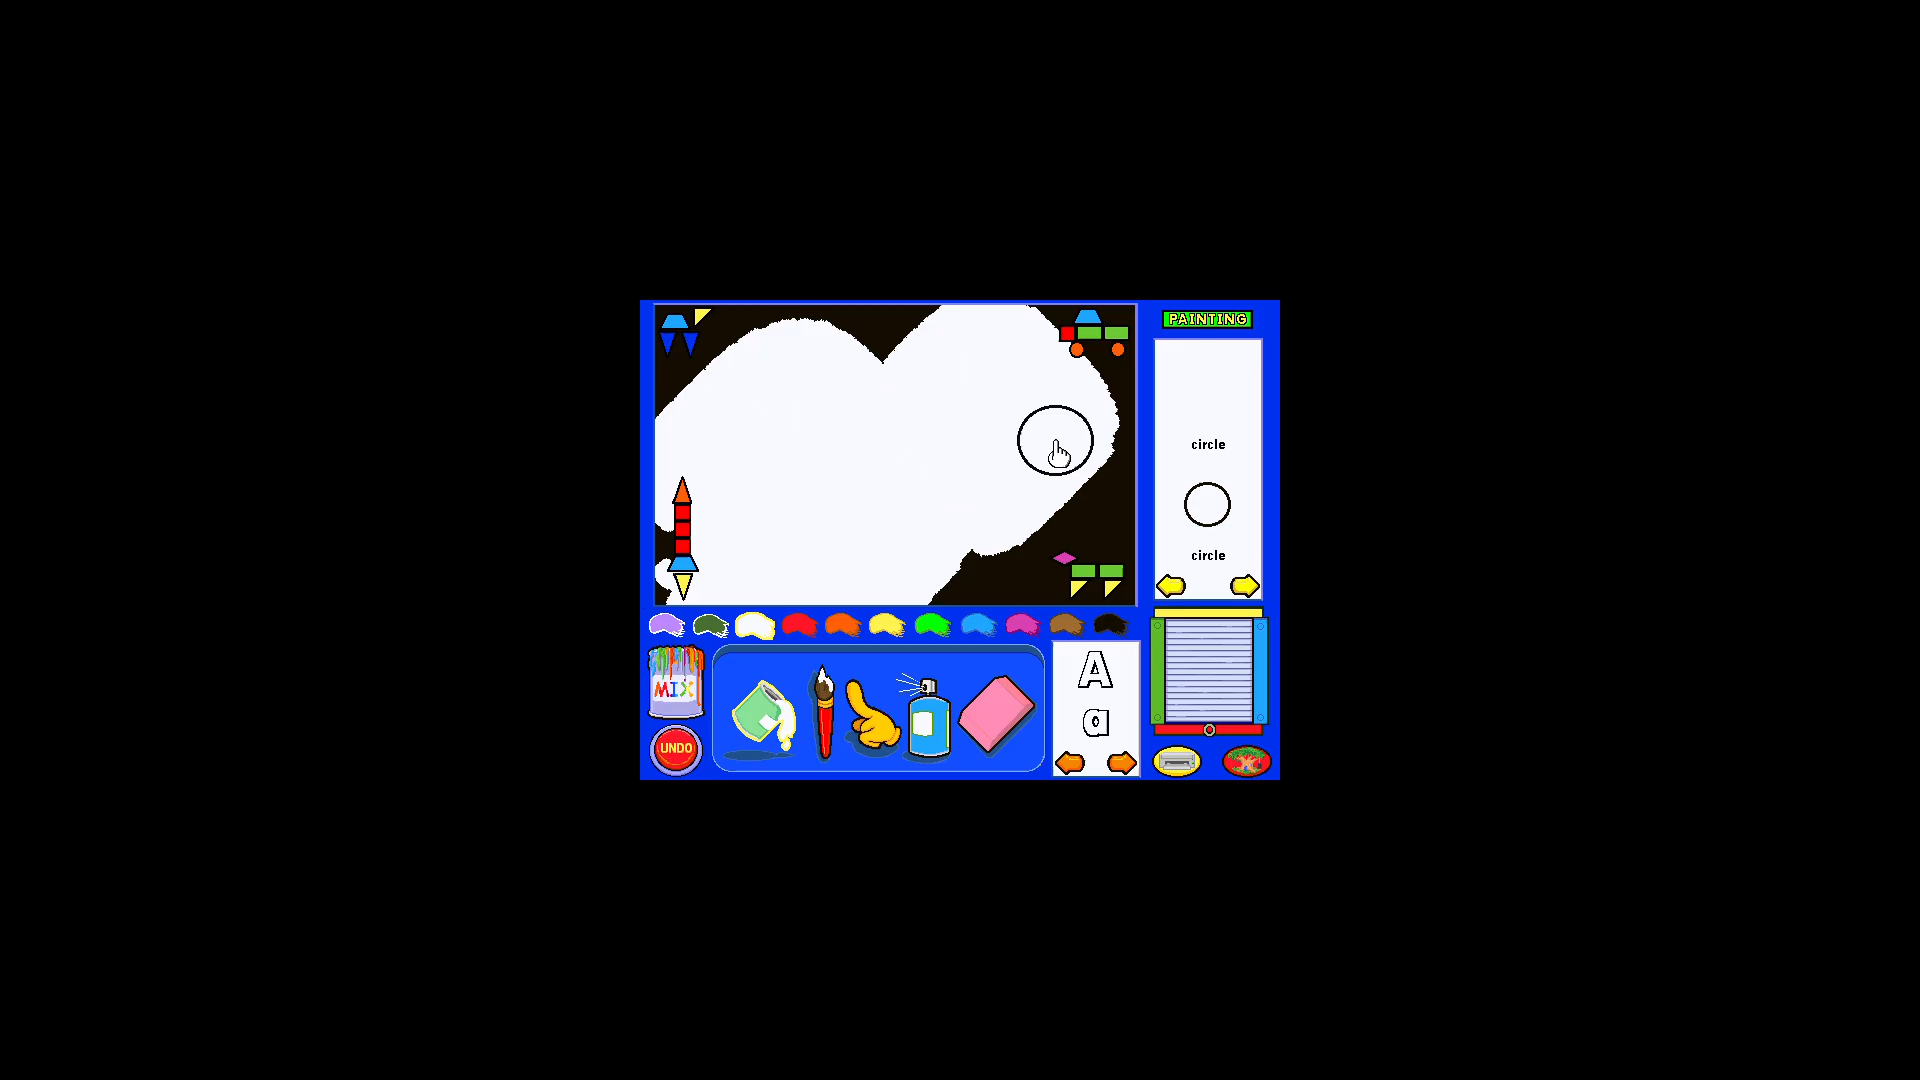 PAINTING
circle
circle
MIX
UNDO
A
a